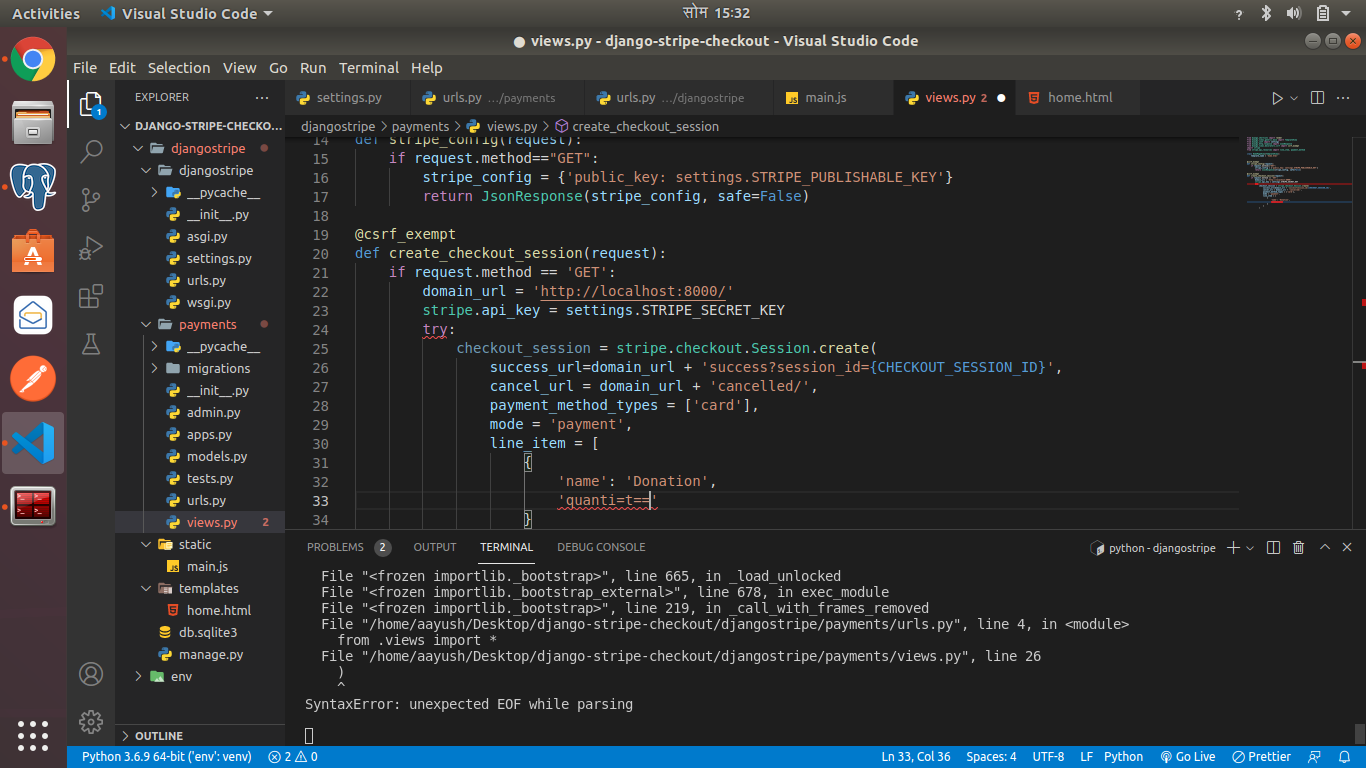 Activities
Visual Studio Code
सोम 15:32
● views.py - django-stripe-checkout - Visual Studio Code
File Edit Selection View Go Run Terminal Help
1
EXPLORER
DJANGO-STRIPE-CHECKO...
djangostripe
djangostripe
__pycache__
__init__.py
asgi.py
settings.py
urls.py
wsgi.py
payments
__pycache__
migrations
__init__.py
admin.py
apps.py
models.py
tests.py
urls.py
views.py 2
static
main.js
templates
home.html
db.sqlite3
manage.py
env
OUTLINE
settings.py
urls.py .../payments
urls.py .../djangostripe
main.js
views.py 2
home.html
djangostripe > payments > views.py > create_checkout_session
14 def stripe_config(request):
15 if request.method=="GET":
16 stripe_config = {'public_key: settings.STRIPE_PUBLISHABLE_KEY'}
17 return JsonResponse(stripe_config, safe=False)
18
19 @csrf_exempt
20 def create_checkout_session(request):
21 if request.method == 'GET':
22 domain_url = 'http://localhost:8000/'
23 stripe.api_key = settings.STRIPE_SECRET_KEY
24 try:
25 checkout_session = stripe.checkout.Session.create(
26 success_url=domain_url + 'success?session_id={CHECKOUT_SESSION_ID}',
27 cancel_url = domain_url + 'cancelled/',
28 payment_method_types = ['card'],
29 mode = 'payment',
30 line_item = [
31 {
32 'name': 'Donation',
33 'quanti=t=='
34 }
PROBLEMS 2 OUTPUT TERMINAL DEBUG CONSOLE
python - djangostripe
File "<frozen importlib._bootstrap>", line 665, in _load_unlocked
File "<frozen importlib._bootstrap_external>", line 678, in exec_module
File "<frozen importlib._bootstrap>", line 219, in _call_with_frames_removed
File "/home/aayush/Desktop/django-stripe-checkout/djangostripe/payments/urls.py", line 4, in <module>
from .views import *
File "/home/aayush/Desktop/django-stripe-checkout/djangostripe/payments/views.py", line 26
)
^
SyntaxError: unexpected EOF while parsing
Python 3.6.9 64-bit ('env': venv) 2 0
Ln 33, Col 36 Spaces: 4 UTF-8 LF Python Go Live Prettier